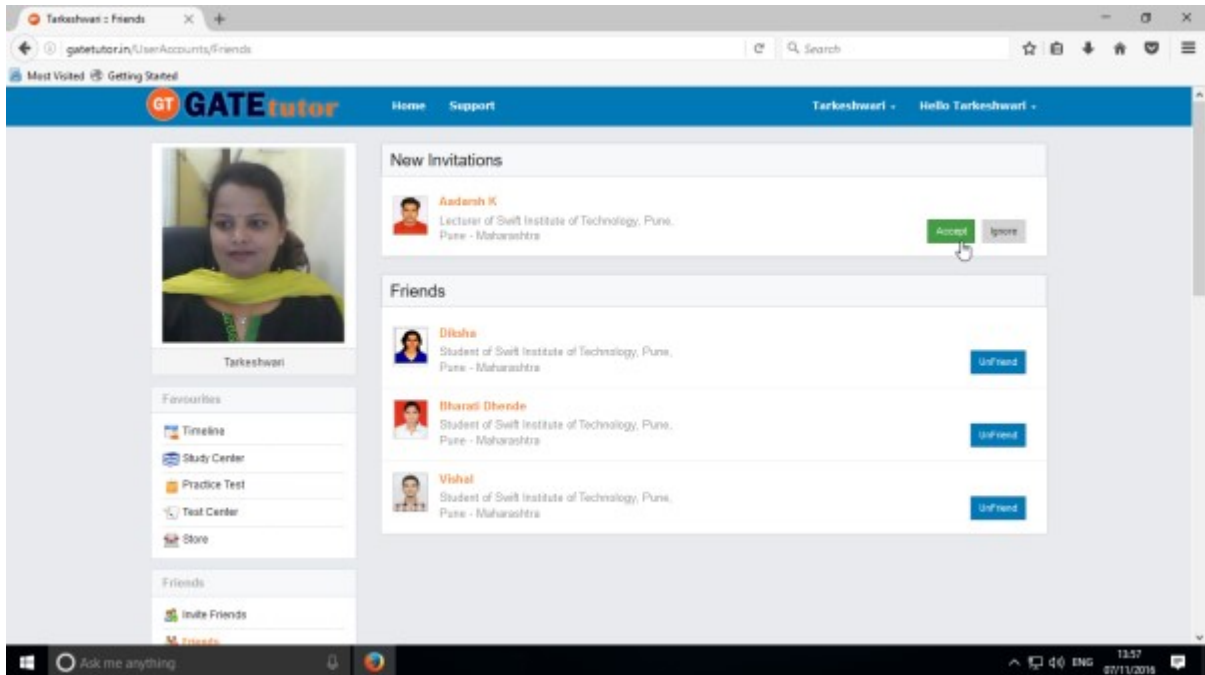 Tarkeshwari :: Friends
gatetutor.in/UserAccounts/Friends
Search
Most Visited Getting Started
GT GATEtutor Home Support Tarkeshwari Hello Tarkeshwari
New Invitations
Aadarsh K
Lecturer of Swift Institute of Technology, Pune,
Pune - Maharashtra
Accept Ignore
Friends
Diksha
Student of Swift Institute of Technology, Pune,
Pune - Maharashtra
UnFriend
Bharati Dhende
Student of Swift Institute of Technology, Pune,
Pune - Maharashtra
UnFriend
Vishal
Student of Swift Institute of Technology, Pune,
Pune - Maharashtra
UnFriend
Tarkeshwari
Favourites
Timeline
Study Center
Practice Test
Test Center
Store
Friends
Invite Friends
Friends
Ask me anything
ENG
13:57
07/11/2016